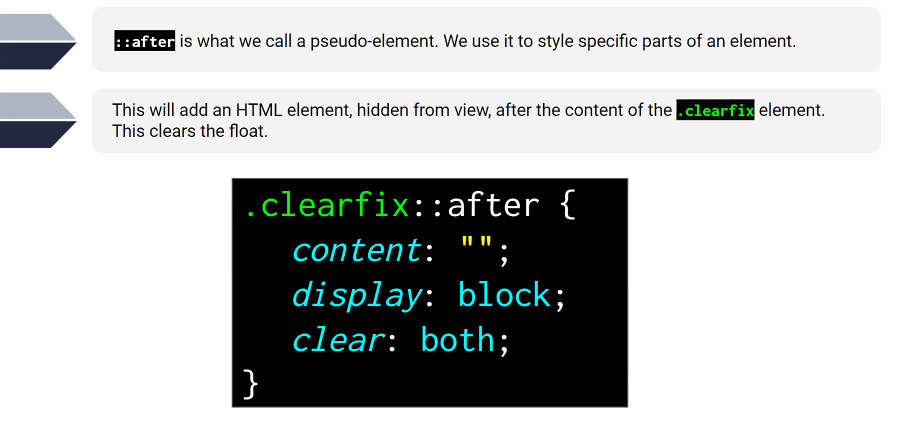 ::after is what we call a pseudo-element. We use it to style specific parts of an element.
This will add an HTML element, hidden from view, after the content of the .clearfix element.
This clears the float.
.clearfix::after {
content: "";
display: block;
clear: both;
}